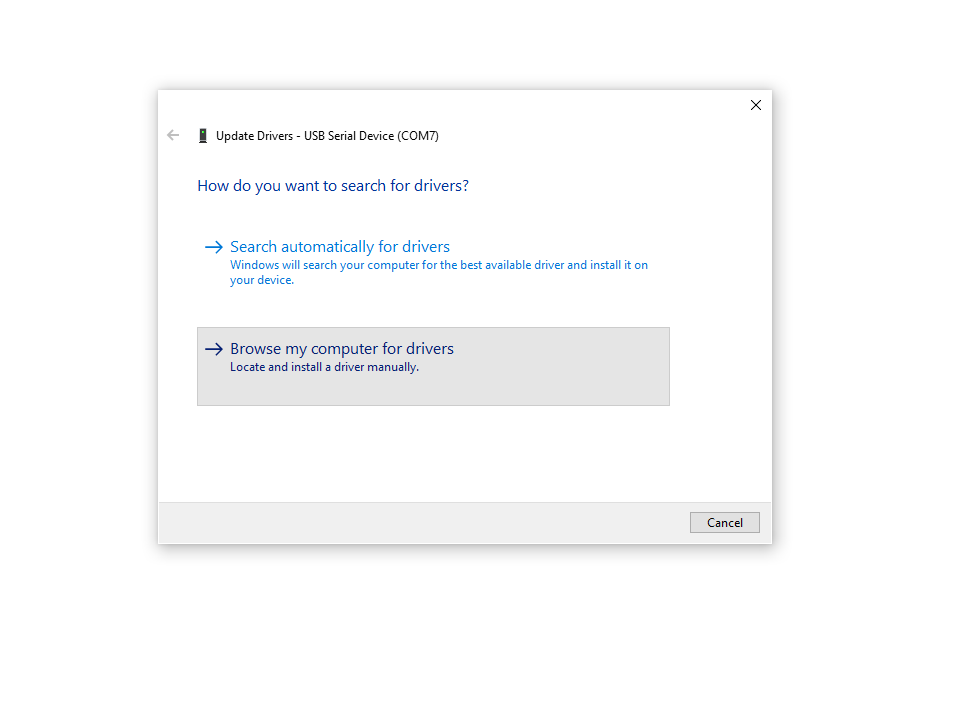 Update Drivers - USB Serial Device (COM7)
How do you want to search for drivers?
Search automatically for drivers
Windows will search your computer for the best available driver and install it on
your device.
Browse my computer for drivers
Locate and install a driver manually.
Cancel